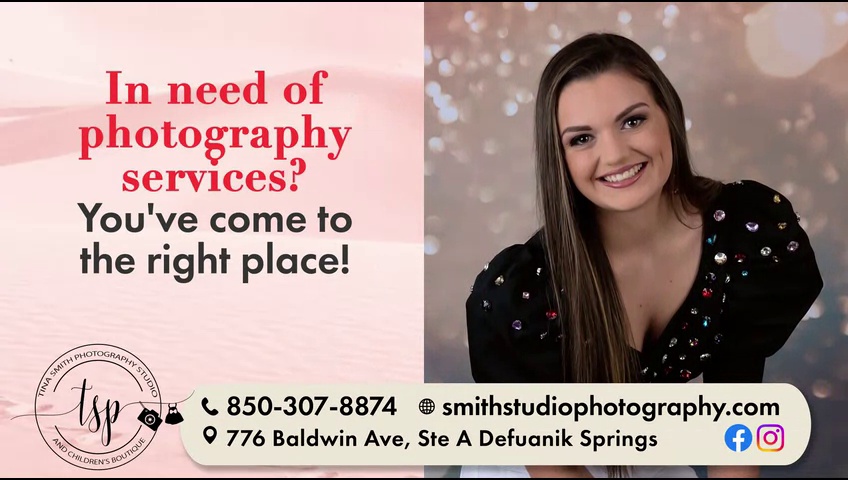 In need of
photography
services?
You've come to
the right place!
TINA SMITH PHOTOGRAPHY STUDIO
tsp
AND CHILDREN'S BOUTIQUE
850-307-8874 smithstudiophotography.com
776 Baldwin Ave, Ste A Defuanik Springs